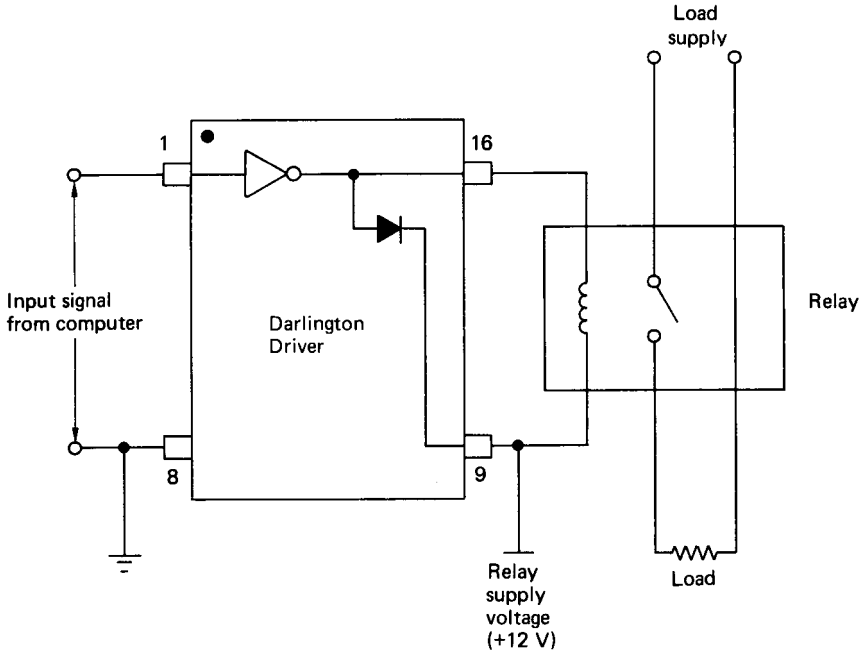 Load
supply
1
16
Input signal
from computer
Darlington
Driver
Relay
8
9
Relay
supply
voltage
(+12 V)
Load